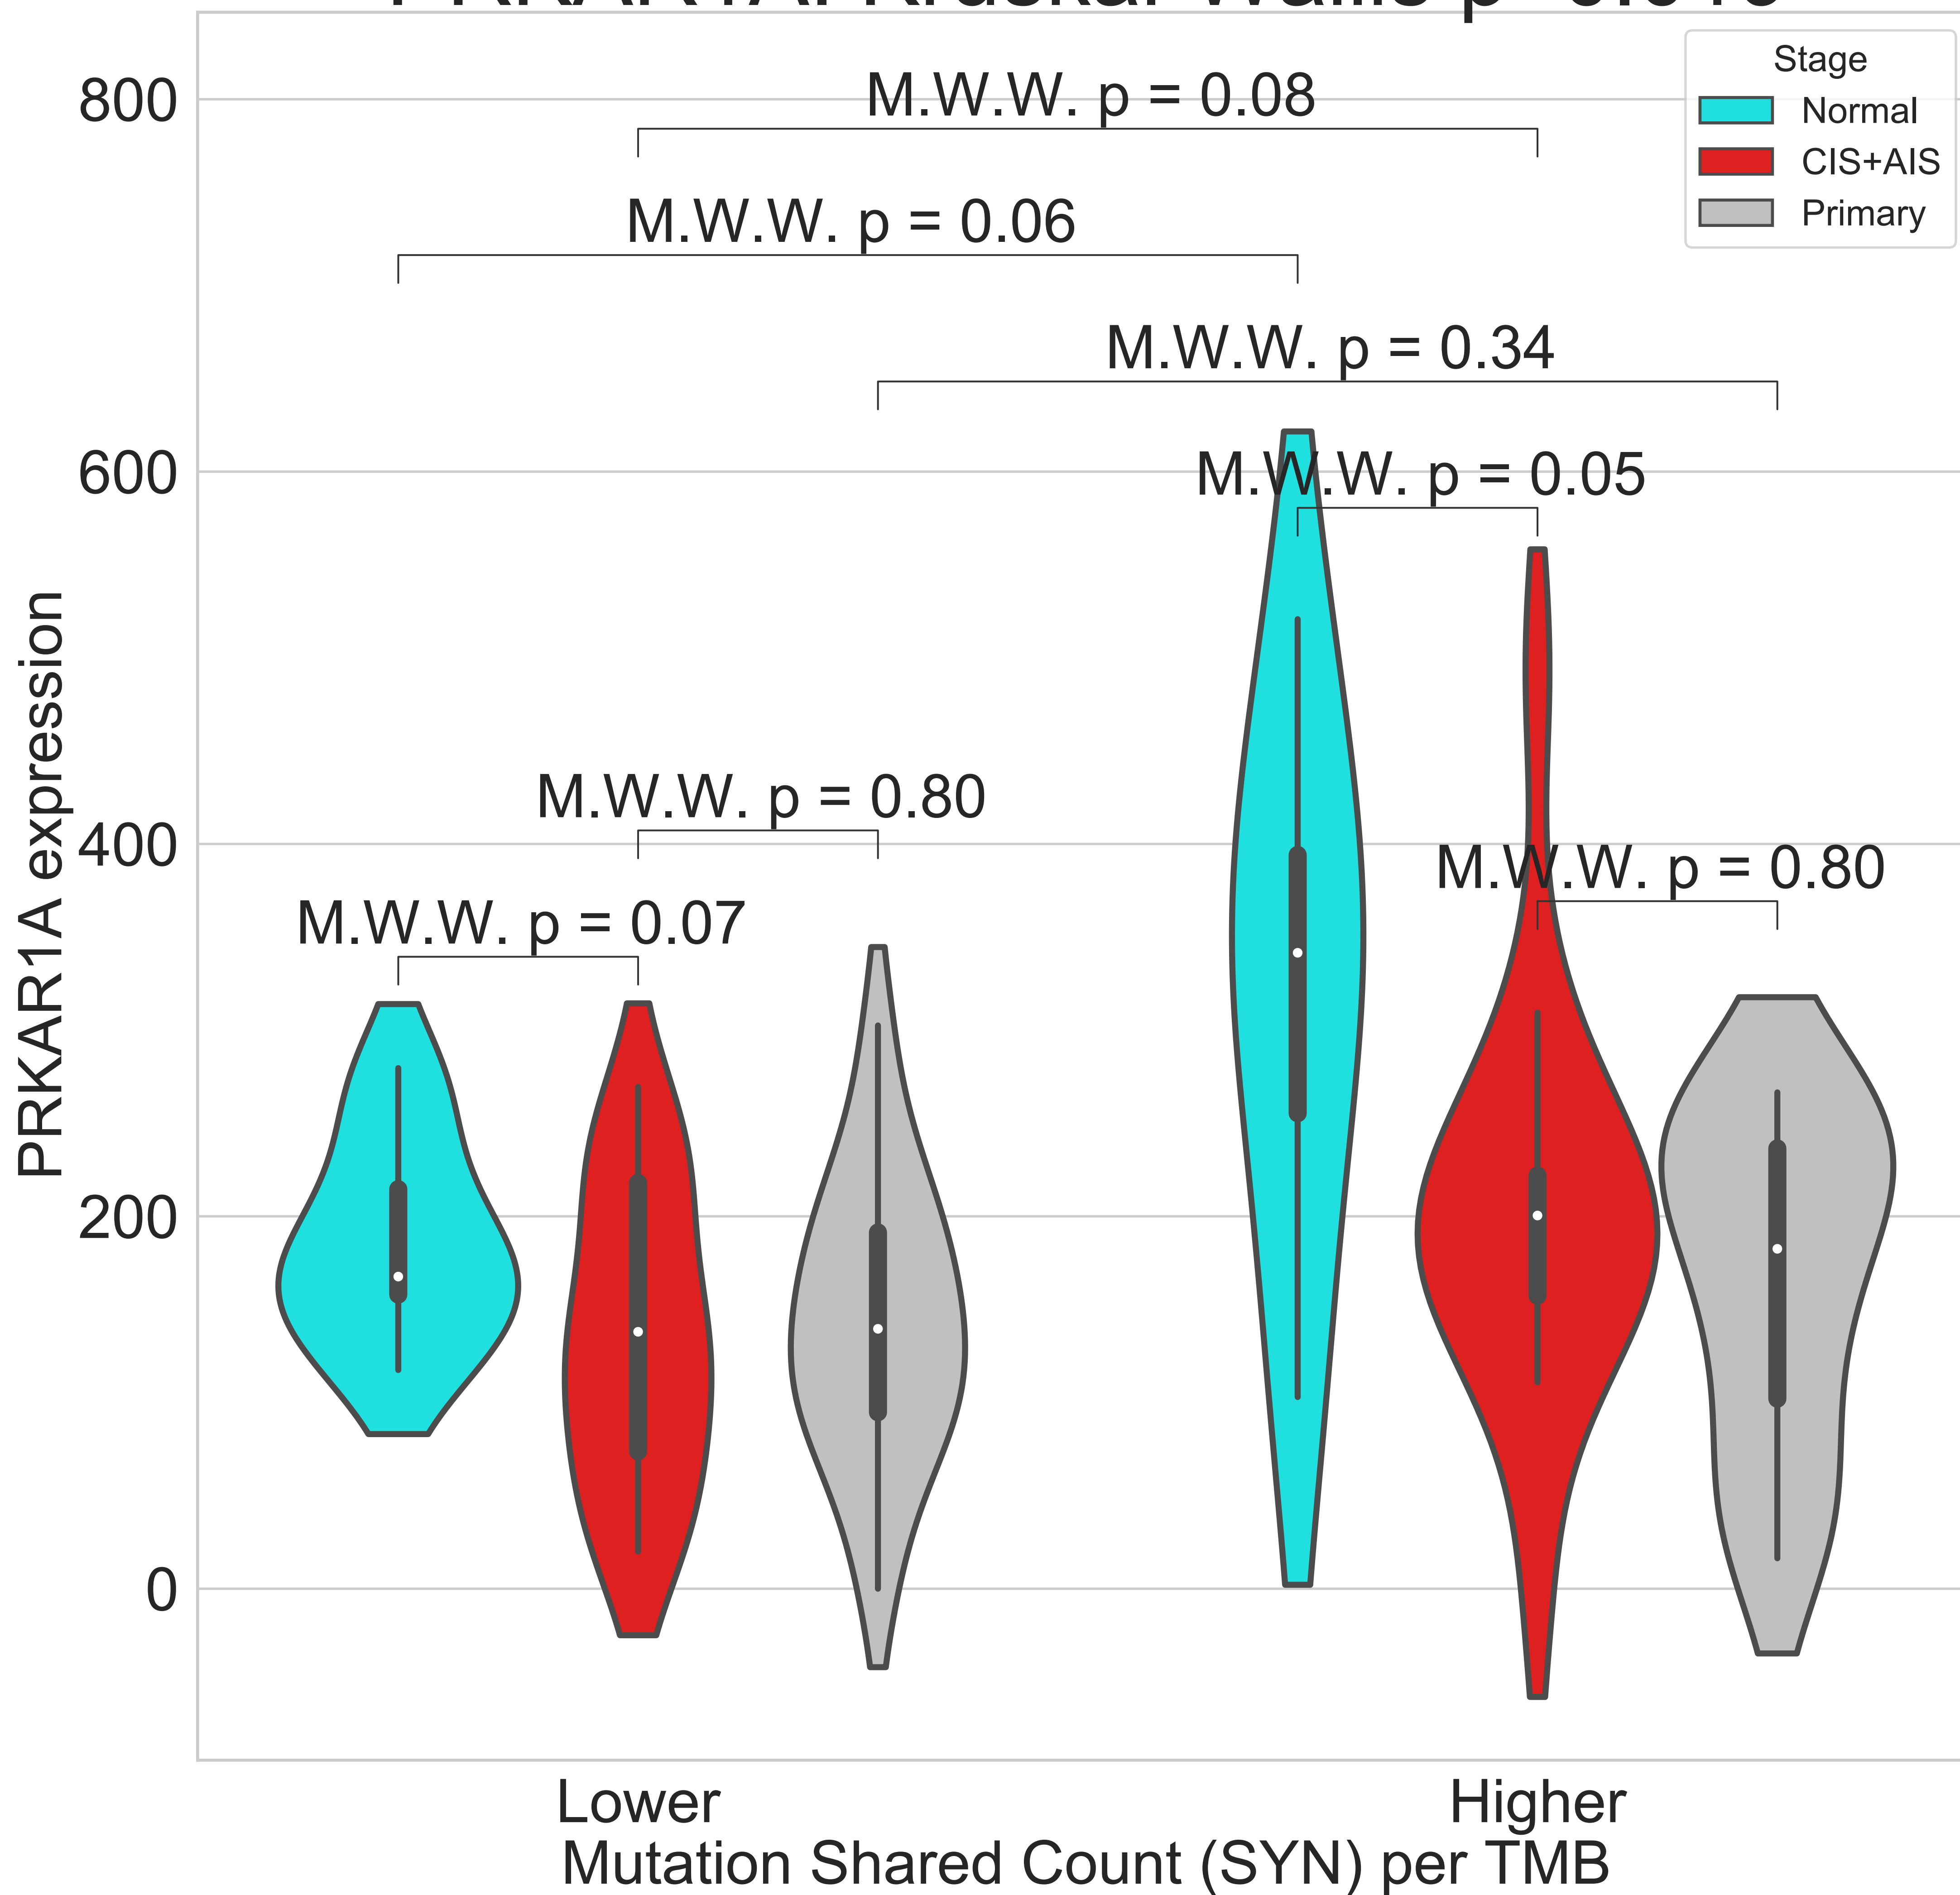 Stage
Normal
CIS+AIS
Primary
800
600
400
200
0
PRKAR1A expression
M.W.W. p = 0.08
M.W.W. p = 0.06
M.W.W. p = 0.34
M.W.W. p = 0.05
M.W.W. p = 0.80
M.W.W. p = 0.80
M.W.W. p = 0.07
Lower
Higher
Mutation Shared Count (SYN) per TMB